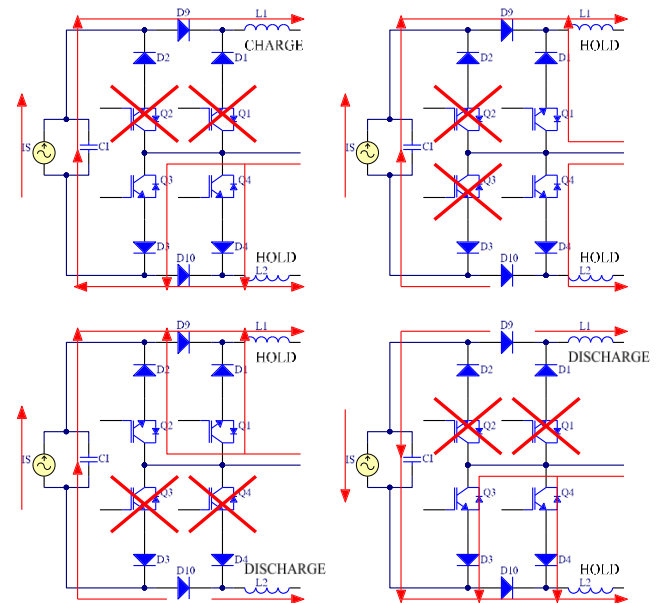 D9 L1
CHARGE
D2 D1
Q2 Q1
IS C1
Q3 Q4
D3 D4
HOLD
D10 L2
D9 L1
HOLD
D2 D1
Q2 Q1
IS C1
Q3 Q4
D3 D4
HOLD
D10 L2
D9 L1
HOLD
D2 D1
Q2 Q1
IS C1
Q3 Q4
D3 D4
DISCHARGE
D10 L2
D9 L1
DISCHARGE
D2 D1
Q2 Q1
IS C1
Q3 Q4
D3 D4
HOLD
D10 L2